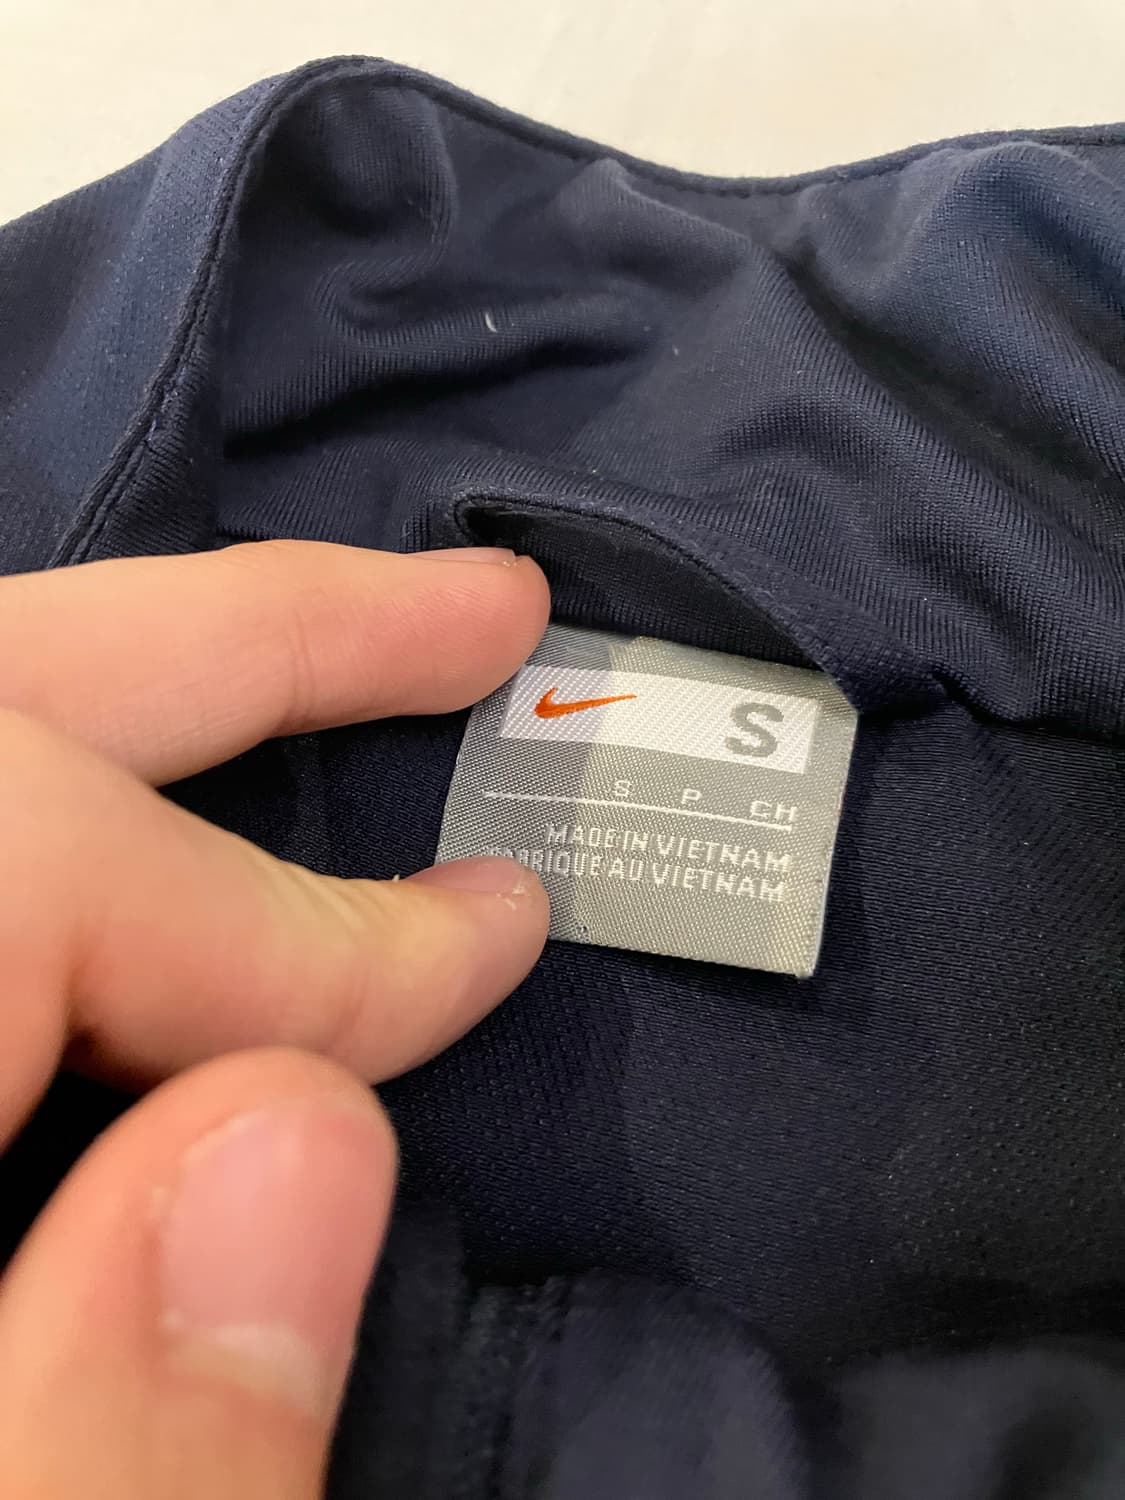 S
S P CH
MADE IN VIETNAM
FABRIQUE AU VIETNAM